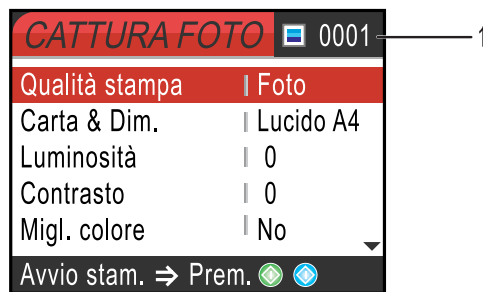 CATTURA FOTO 0001 1
Qualità stampa Foto
Carta & Dim. Lucido A4
Luminosità 0
Contrasto 0
Migl. colore No
Avvio stam. ⇒ Prem.